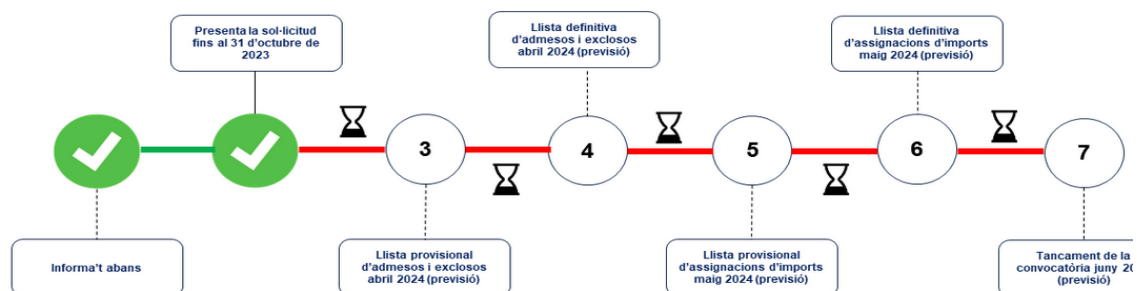 Presenta la sol·licitud
fins al 31 d'octubre de
2023
Llista definitiva
d'admesos i exclosos
abril 2024 (previsió)
Llista definitiva
d'assignacions d'imports
maig 2024 (previsió)
3
4
5
6
7
Informa't abans
Llista provisional
d'admesos i exclosos
abril 2024 (previsió)
Llista provisional
d'assignacions d'imports
maig 2024 (previsió)
Tancament de la
convocatòria juny 20
(previsió)